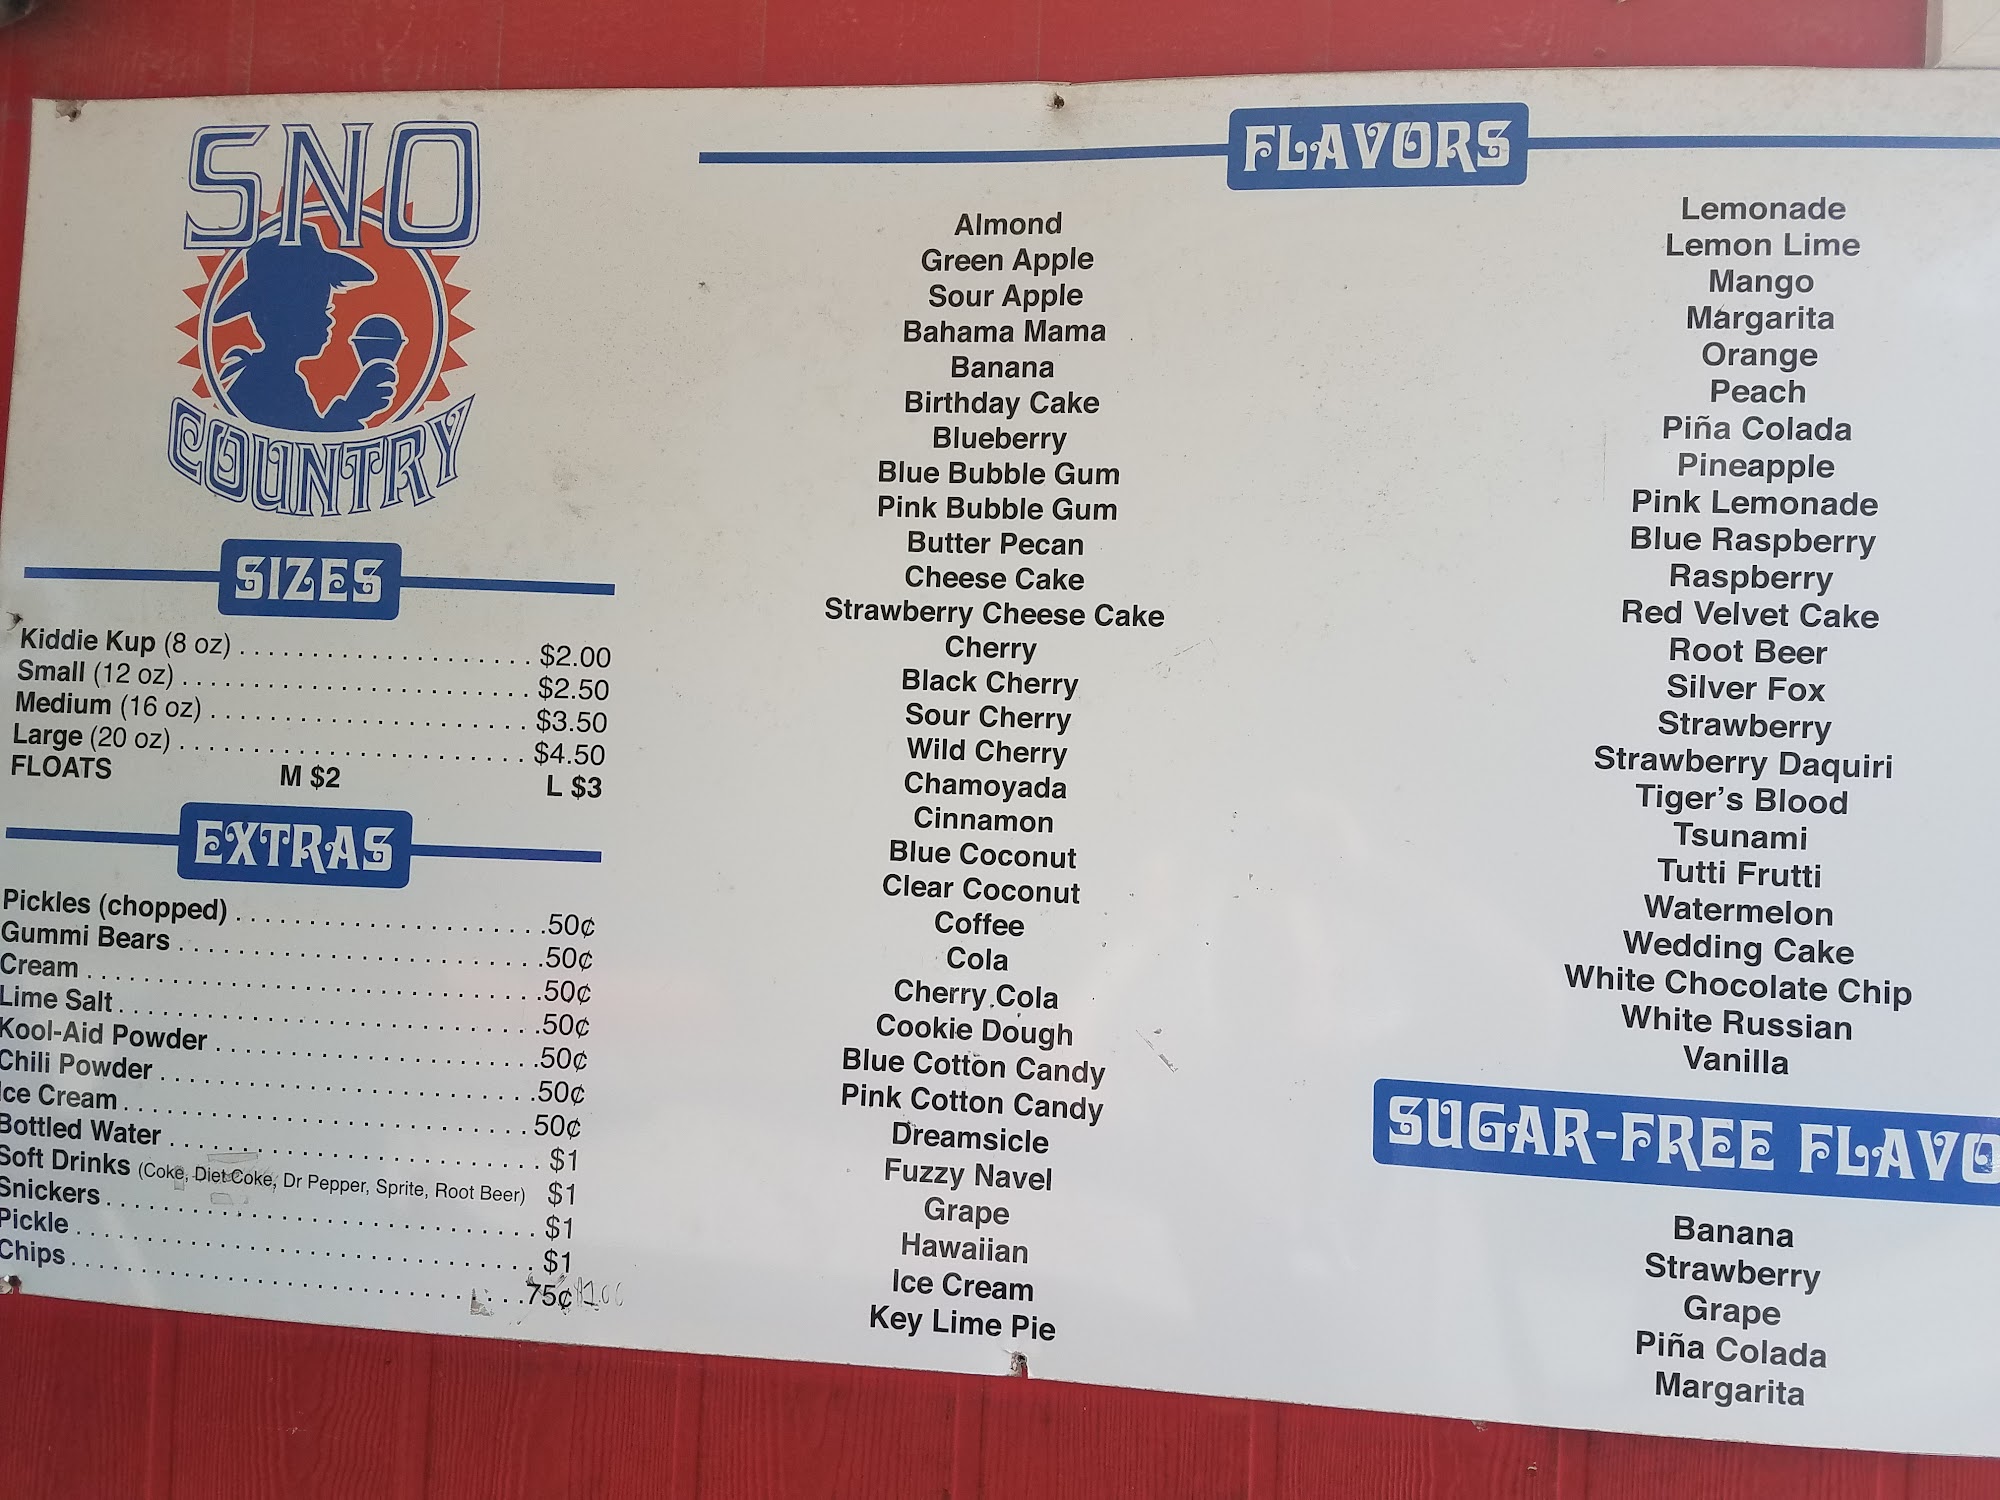 SNO
COUNTRY
SIZES
Kiddie Kup (8 oz) $2.00
Small (12 oz) $2.50
Medium (16 oz) $3.50
Large (20 oz) $4.50
FLOATS M $2 L $3
EXTRAS
Pickles (chopped) .50¢
Gummi Bears .50¢
Cream .50¢
Lime Salt .50¢
Kool-Aid Powder .50¢
Chili Powder .50¢
Ice Cream 50¢
Bottled Water $1
Soft Drinks (Coke, Diet Coke, Dr Pepper, Sprite, Root Beer) $1
Snickers $1
Pickle $1
Chips .75¢
FLAVORS
Almond
Green Apple
Sour Apple
Bahama Mama
Banana
Birthday Cake
Blueberry
Blue Bubble Gum
Pink Bubble Gum
Butter Pecan
Cheese Cake
Strawberry Cheese Cake
Cherry
Black Cherry
Sour Cherry
Wild Cherry
Chamoyada
Cinnamon
Blue Coconut
Clear Coconut
Coffee
Cola
Cherry Cola
Cookie Dough
Blue Cotton Candy
Pink Cotton Candy
Dreamsicle
Fuzzy Navel
Grape
Hawaiian
Ice Cream
Key Lime Pie
Lemonade
Lemon Lime
Mango
Margarita
Orange
Peach
Piña Colada
Pineapple
Pink Lemonade
Blue Raspberry
Raspberry
Red Velvet Cake
Root Beer
Silver Fox
Strawberry
Strawberry Daquiri
Tiger's Blood
Tsunami
Tutti Frutti
Watermelon
Wedding Cake
White Chocolate Chip
White Russian
Vanilla
SUGAR-FREE FLAVO
Banana
Strawberry
Grape
Piña Colada
Margarita